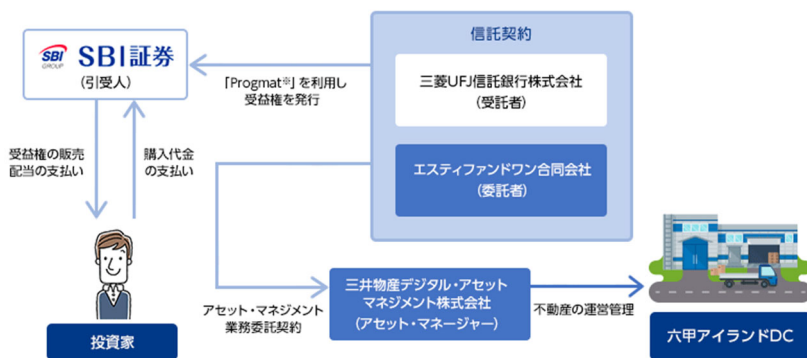 信託契約
SBI
GROUP
SBI証券
(引受人)
「Progmat※」を利用し
受益権を発行
三菱UFJ信託銀行株式会社
(受託者)
受益権の販売
配当の支払い
購入代金
の支払い
エスティファンドワン合同会社
(委託者)
アセット・マネジメント
業務委託契約
三井物産デジタル・アセット
マネジメント株式会社
(アセット・マネージャー)
不動産の運営管理
投資家
六甲アイランドDC